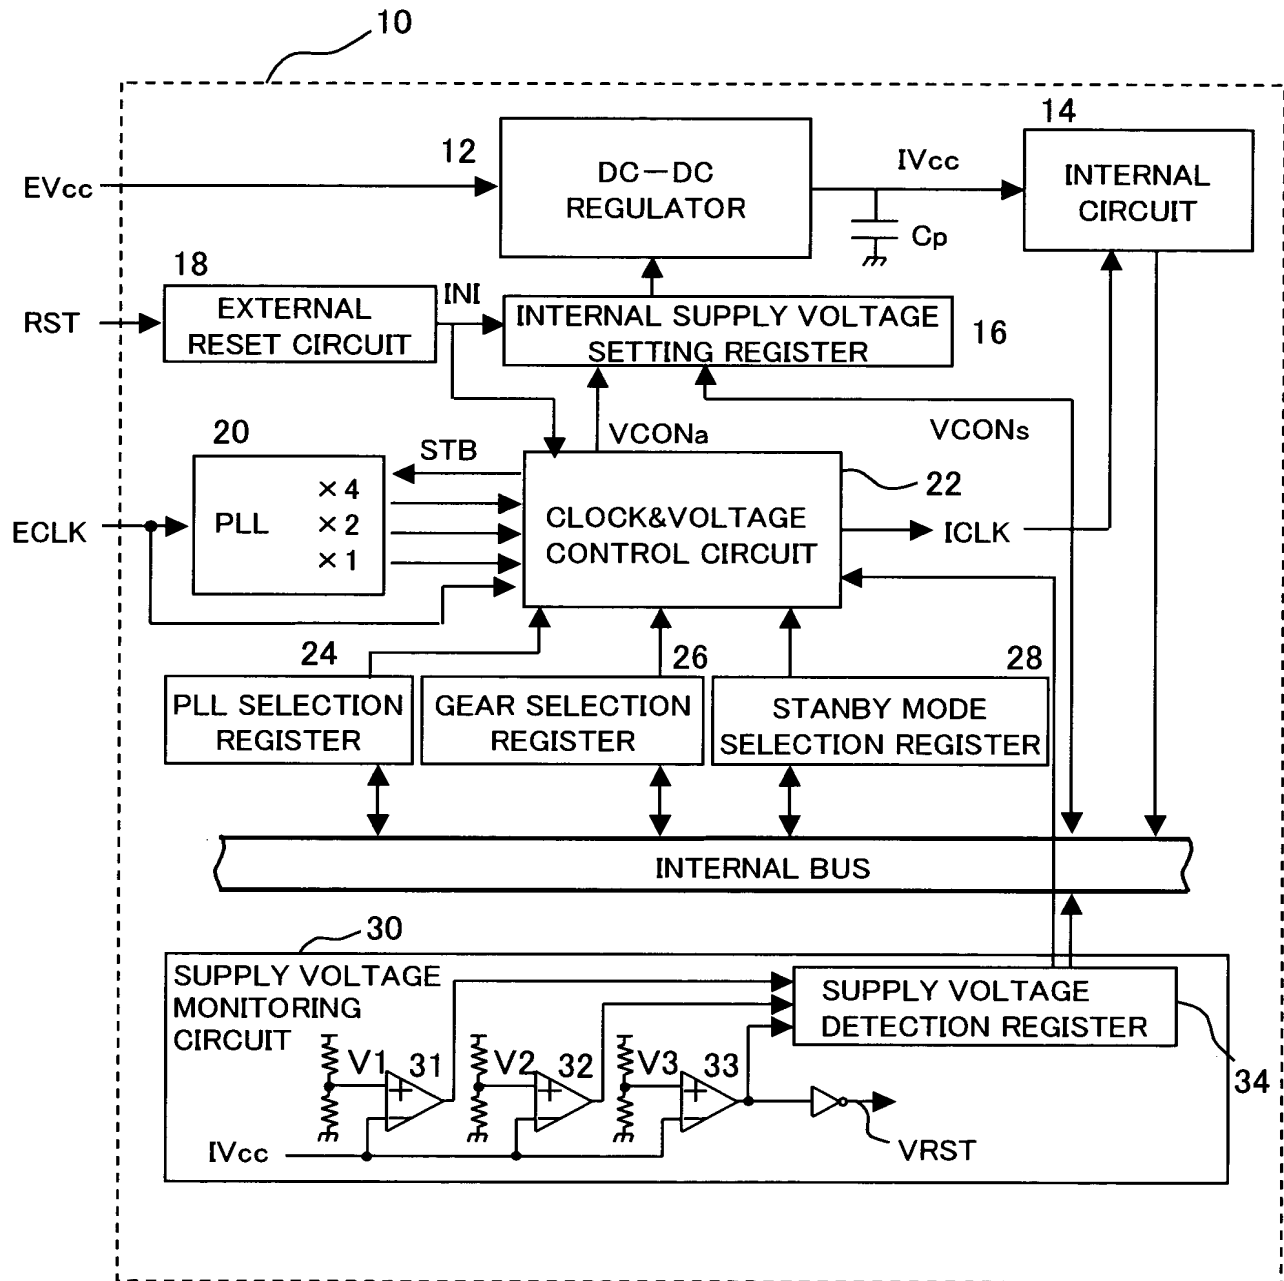 10
14
12
DC-DC
REGULATOR
IVcc
INTERNAL
CIRCUIT
EVcc
Cp
18
INI
EXTERNAL
RESET CIRCUIT
RST
INTERNAL SUPPLY VOLTAGE
SETTING REGISTER
16
20
STB
VCONa
VCONs
22
PLL
×4
×2
×1
ECLK
CLOCK&VOLTAGE
CONTROL CIRCUIT
ICLK
24
26
28
PLL SELECTION
REGISTER
GEAR SELECTION
REGISTER
STANBY MODE
SELECTION REGISTER
INTERNAL BUS
30
SUPPLY VOLTAGE
MONITORING
CIRCUIT
SUPPLY VOLTAGE
DETECTION REGISTER
34
V1
31
V2
32
V3
33
+
−
+
−
+
−
IVcc
VRST